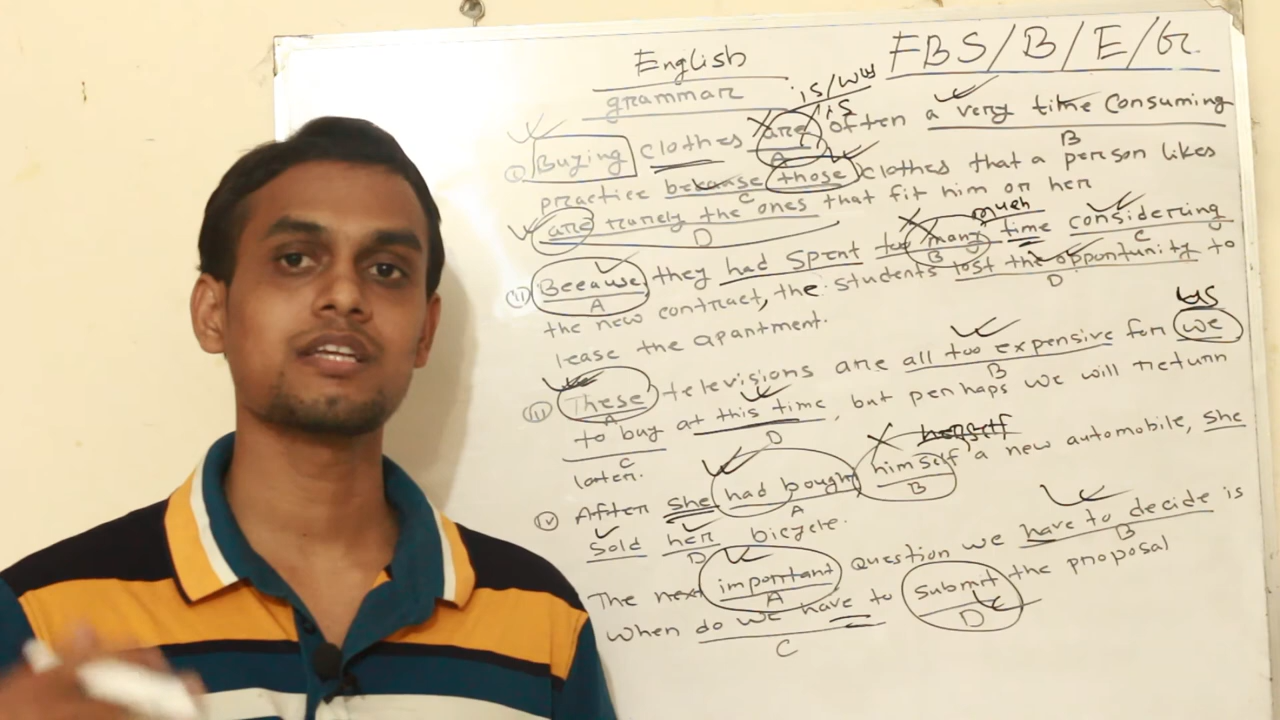 English
grammar
FBS/B/E/G
is/was
is
(i) Buying clothes are often a very time consuming
A
B
practice because those clothes that a person likes
C
are rarely the ones that fit him or her
D
much
(ii) Because they had spent too many time considering
A
B
C
the new contract, the students lost the opportunity to
D
lease the apartment.
us
(iii) These televisions are all too expensive for we
A
B
to buy at this time, but perhaps we will return
C
D
later.
herself
(iv) After she had bought himself a new automobile, she
A
B
sold her bicycle.
D
The next important question we have to decide is
A
B
when do we have to submit the proposal
C
D